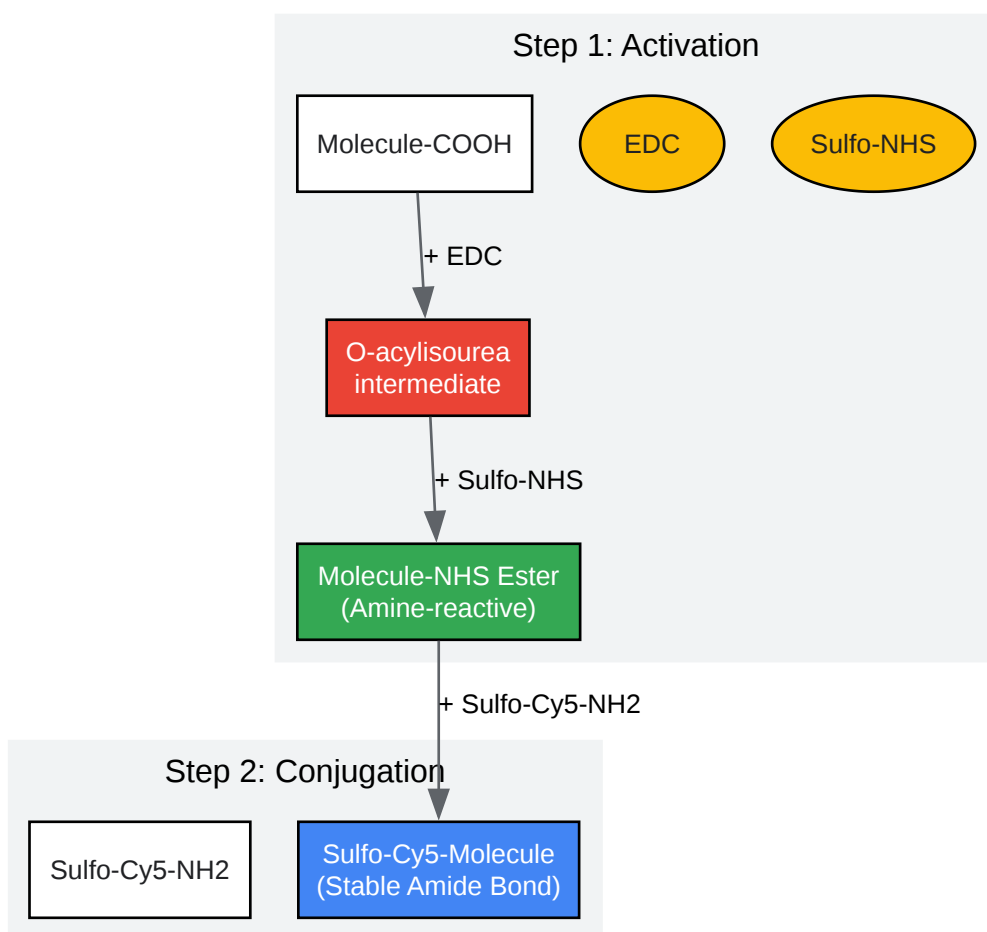 Step 1: Activation
Molecule-COOH
EDC
Sulfo-NHS
+ EDC
O-acylisourea
intermediate
+ Sulfo-NHS
Molecule-NHS Ester
(Amine-reactive)
+ Sulfo-Cy5-NH2
Step 2: Conjugation
Sulfo-Cy5-NH2
Sulfo-Cy5-Molecule
(Stable Amide Bond)